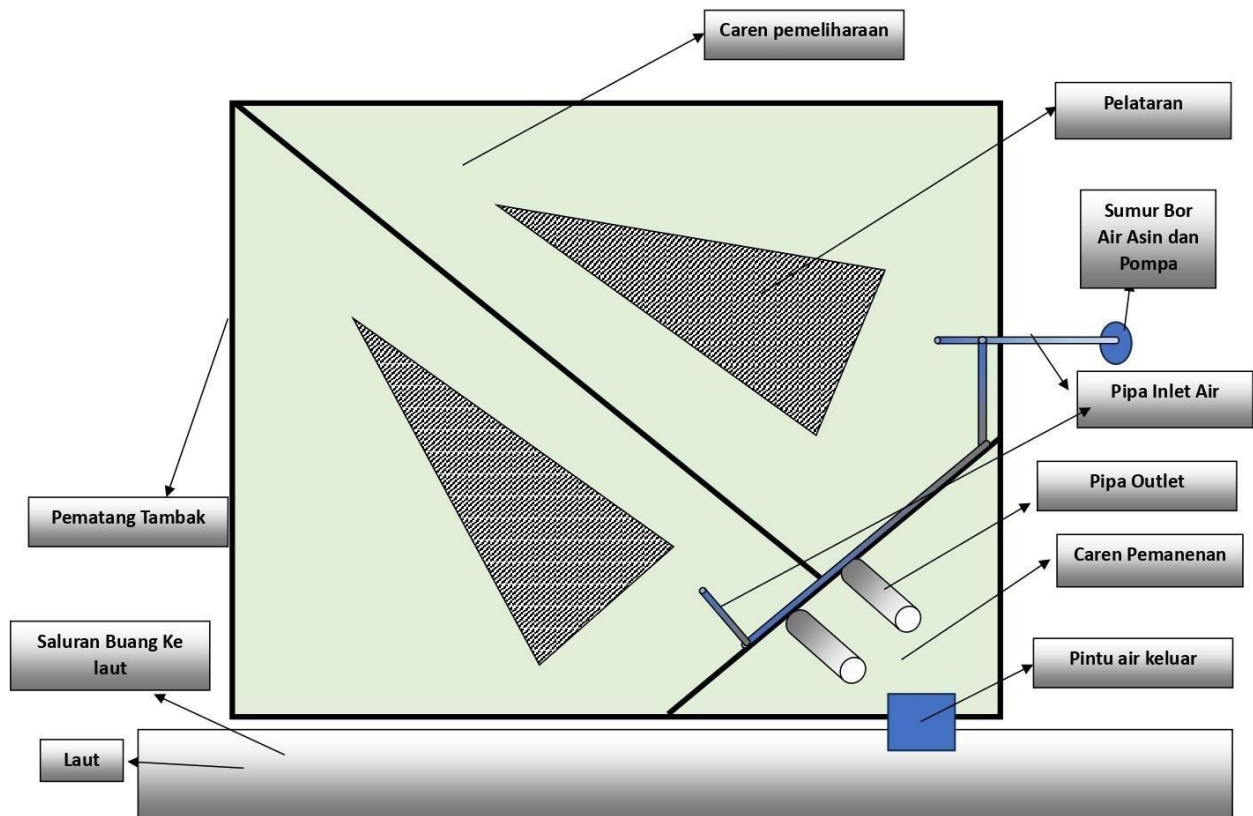 Caren pemeliharaan
Pelataran
Sumur Bor
Air Asin dan
Pompa
Pipa Inlet Air
Pipa Outlet
Pematang Tambak
Caren Pemanenan
Saluran Buang Ke
laut
Pintu air keluar
Laut